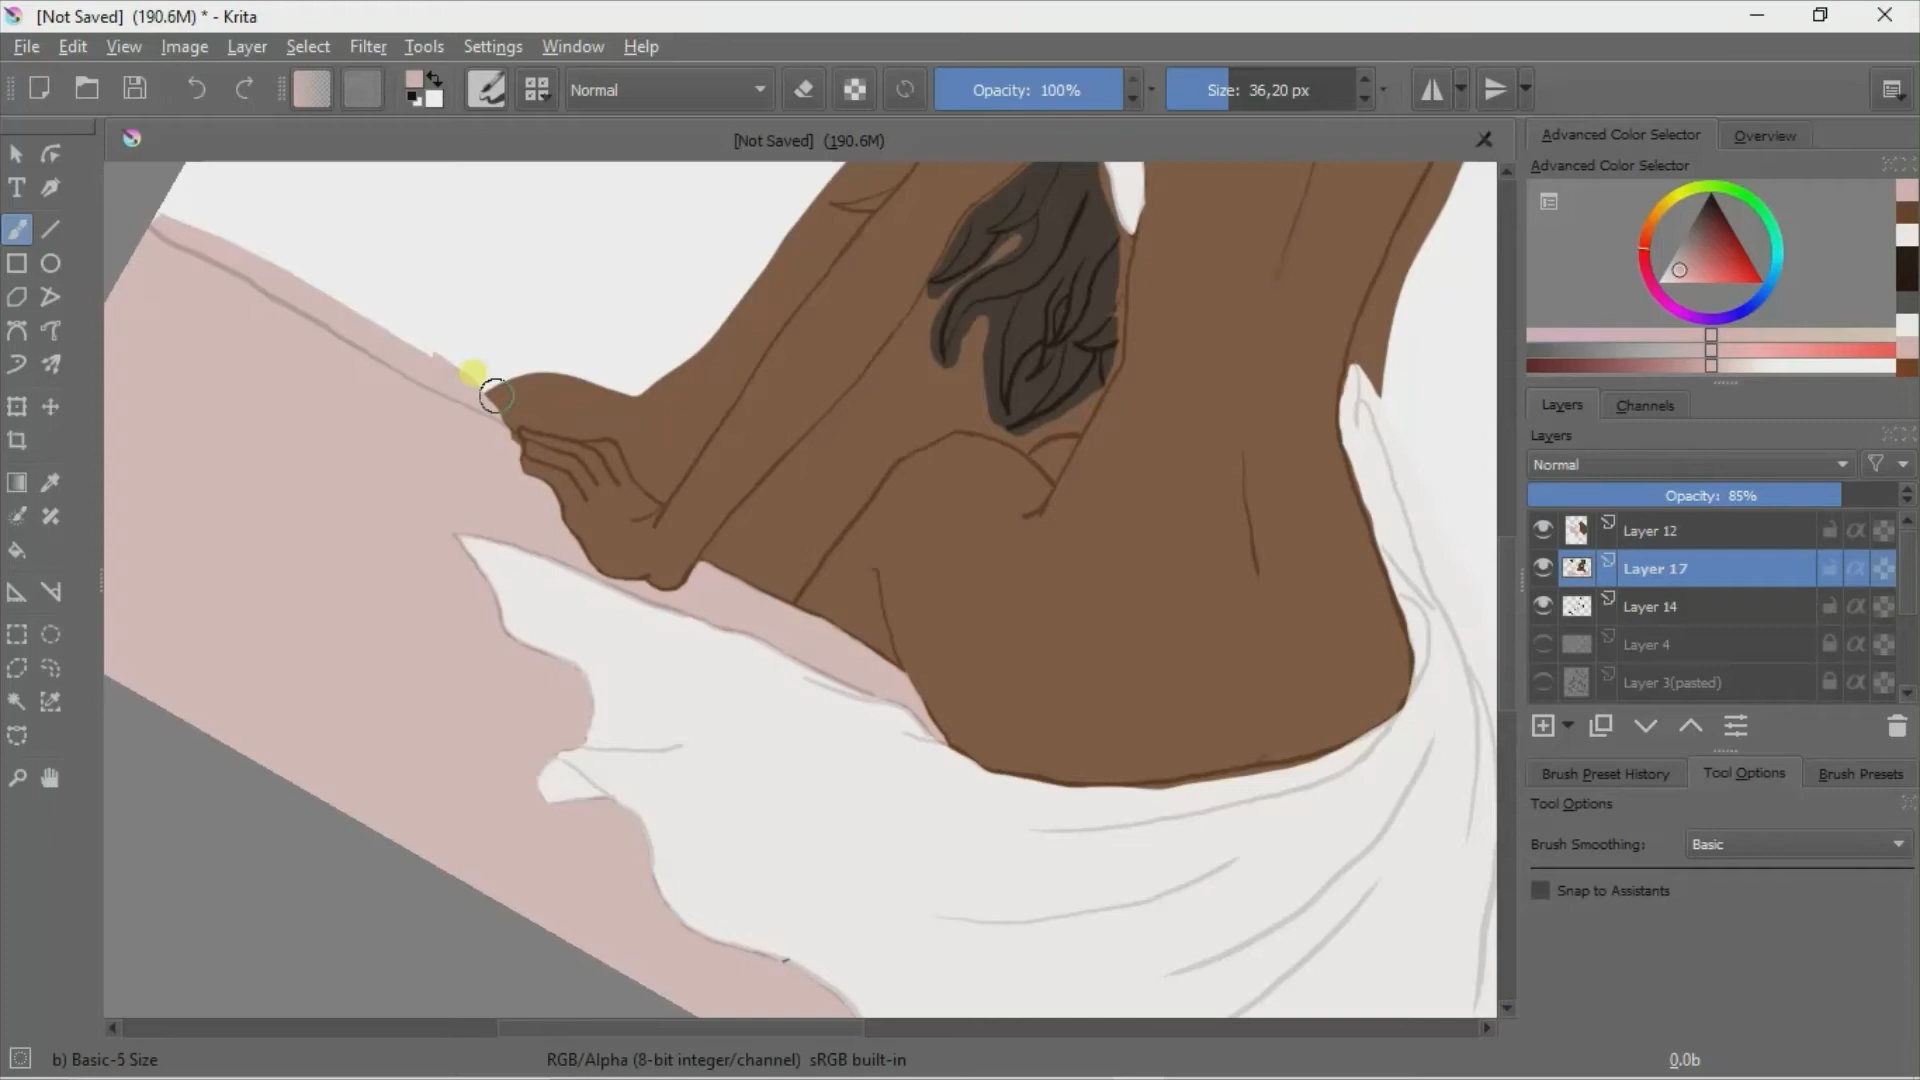 [Not Saved]  (190.6M) * - Krita
File Edit View Image Layer Select Filter Tools Settings Window Help
Normal Opacity: 100% Size: 36,20 px
[Not Saved]  (190.6M)
Advanced Color Selector Overview
Advanced Color Selector
Layers Channels
Layers
Normal
Opacity: 85%
Layer 12
Layer 17
Layer 14
Layer 4
Layer 3(pasted)
Brush Preset History Tool Options Brush Presets
Tool Options
Brush Smoothing: Basic
Snap to Assistants
b) Basic-5 Size RGB/Alpha (8-bit integer/channel)  sRGB built-in 0.0b